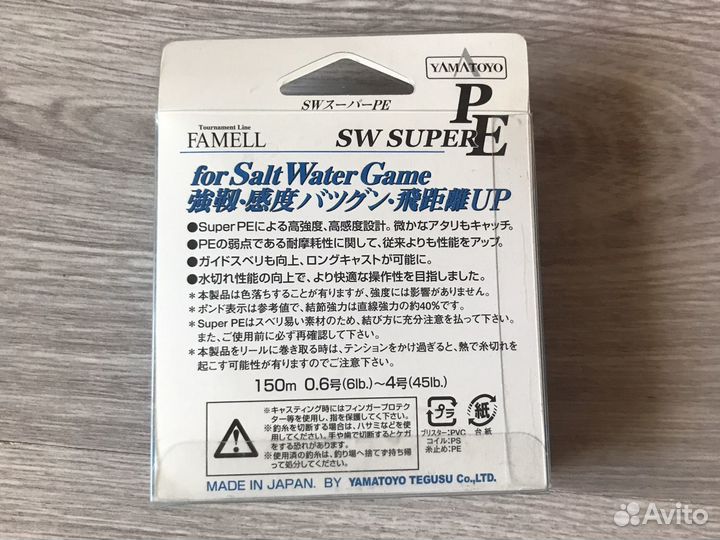 YAMATOYO
SWスーパーPE
PE
Tournament Line
FAMELL
SW SUPER
for Salt Water Game
強靱・感度バツグン・飛距離UP
●Super PEによる高強度、高感度設計。微かなアタリもキャッチ。
●PEの弱点である耐摩耗性に関して、従来よりも性能をアップ。
●ガイドスベリも向上、ロングキャストが可能に。
●水切れ性能の向上で、より快適な操作性を目指しました。
＊本製品は色落ちすることが有りますが、強度には影響がありません。
＊ポンド表示は参考値で、結節強力は直線強力の約40%です。
＊Super PEはスベリ易い素材のため、結び方に充分注意を払って下さい。
また、ご使用前に必ず再確認して下さい。
＊本製品をリールに巻き取る時は、テンションをかけ過ぎると、熱で糸切れを
起こす可能性が有りますのでご注意下さい。
150m 0.6号(6lb.)〜4号(45lb.)
※キャスティング時にはフィンガープロテク
ター等を使用し、指を保護して下さい。
※釣糸を切断する場合は、ハサミなどを使
用してください。手や歯で切断するとケガ
をする恐れがあります。
※使用済の釣糸は、釣り場へ捨てず持ち帰
って処分してください。
プラ
紙
ブリスター:PVC
コイル:PS
糸止め:PE
台紙
MADE IN JAPAN. BY YAMATOYO TEGUSU Co.,LTD.
Avito